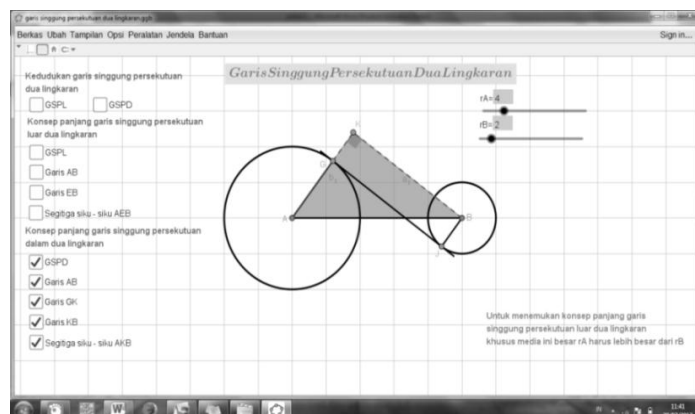 garis singgung persekutuan dua lingkaran.ggb
Berkas Ubah Tampilan Opsi Peralatan Jendela Bantuan
Sign in...
GarisSinggungPersekutuanDuaLingkaran
Kedudukan garis singgung persekutuan
dua lingkaran
GSPL GSPD
Konsep panjang garis singgung persekutuan
luar dua lingkaran
GSPL
Garis AB
Garis EB
Segitiga siku - siku AEB
Konsep panjang garis singgung persekutuan
dalam dua lingkaran
GSPD
Garis AB
Garis GK
Garis KB
Segitiga siku - siku AKB
rA= 4
rB= 2
K
G
A
B
J
Untuk menemukan konsep panjang garis
singgung persekutuan luar dua lingkaran
khusus media ini besar rA harus lebih besar dari rB
11:41